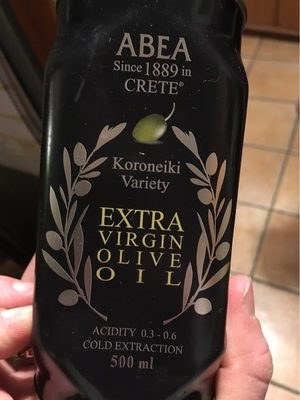 ABEA
Since 1889 in
CRETE®
Koroneiki
Variety
EXTRA
VIRGIN
OLIVE
OIL
ACIDITY 0.3 - 0.6
COLD EXTRACTION
500 ml